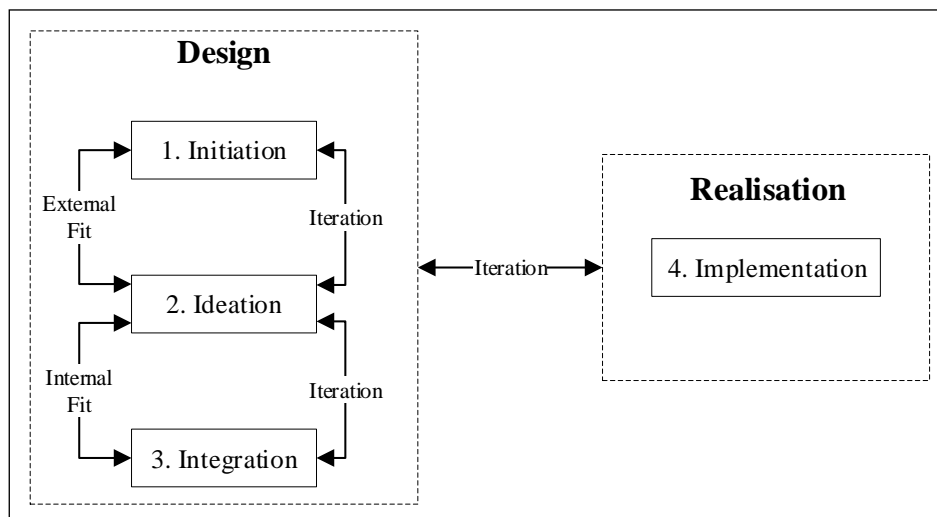 Design
1. Initiation
External
Fit
Iteration
2. Ideation
Internal
Fit
Iteration
3. Integration
Iteration
Realisation
4. Implementation